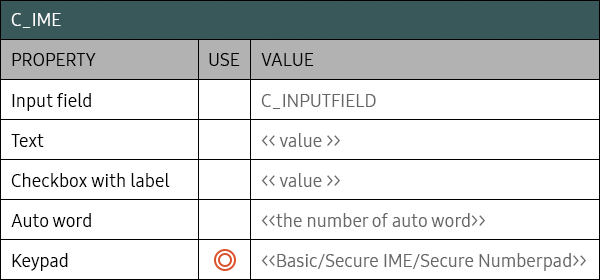 C_IME
PROPERTY USE VALUE
Input field C_INPUTFIELD
Text << value >>
Checkbox with label << value >>
Auto word <<the number of auto word>>
Keypad <<Basic/Secure IME/Secure Numberpad>>